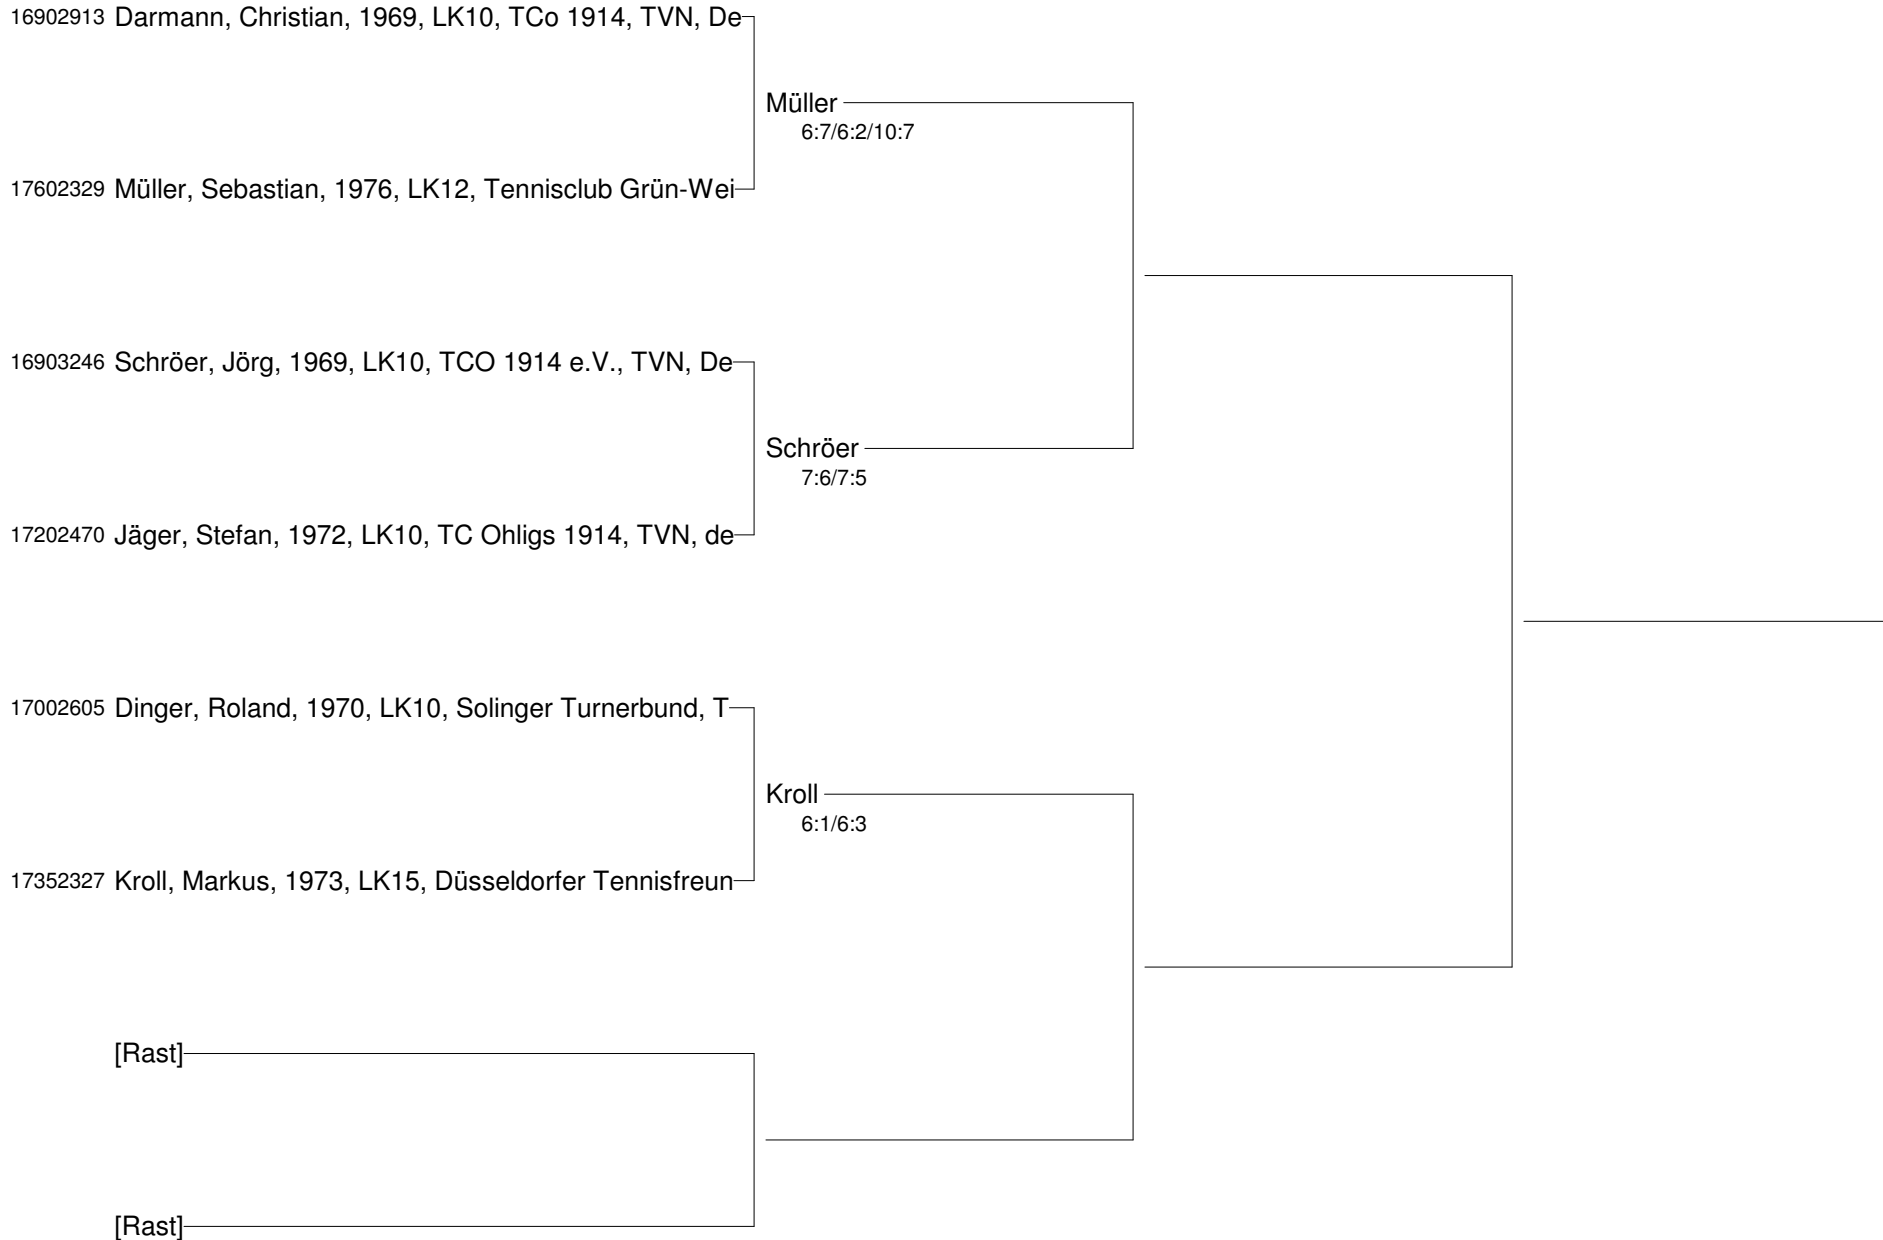 16902913 Darmann, Christian, 1969, LK10, TCo 1914, TVN, De
Müller
6:7/6:2/10:7
17602329 Müller, Sebastian, 1976, LK12, Tennisclub Grün-Wei
16903246 Schröer, Jörg, 1969, LK10, TCO 1914 e.V., TVN, De
Schröer
7:6/7:5
17202470 Jäger, Stefan, 1972, LK10, TC Ohligs 1914, TVN, de
17002605 Dinger, Roland, 1970, LK10, Solinger Turnerbund, T
Kroll
6:1/6:3
17352327 Kroll, Markus, 1973, LK15, Düsseldorfer Tennisfreun
[Rast]
[Rast]